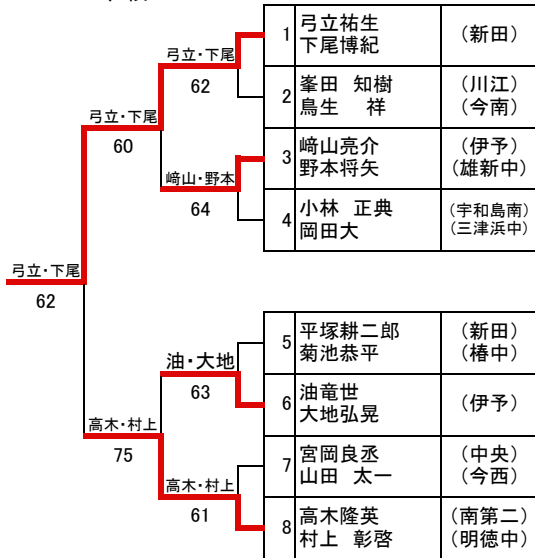 1 弓立祐生 (新田)
下尾博紀
2 峯田 知樹 (川江)
鳥生 祥 (今南)
3 﨑山亮介 (伊予)
野本将矢 (雄新中)
4 小林 正典 (宇和島南)
岡田大 (三津浜中)
5 平塚耕二郎 (新田)
菊池恭平 (椿中)
6 油竜世 (伊予)
大地弘晃
7 宮岡良丞 (中央)
山田 太一 (今西)
8 高木隆英 (南第二)
村上 彰啓 (明徳中)
弓立・下尾
62
﨑山・野本
64
油・大地
63
高木・村上
61
弓立・下尾
60
高木・村上
75
弓立・下尾
62